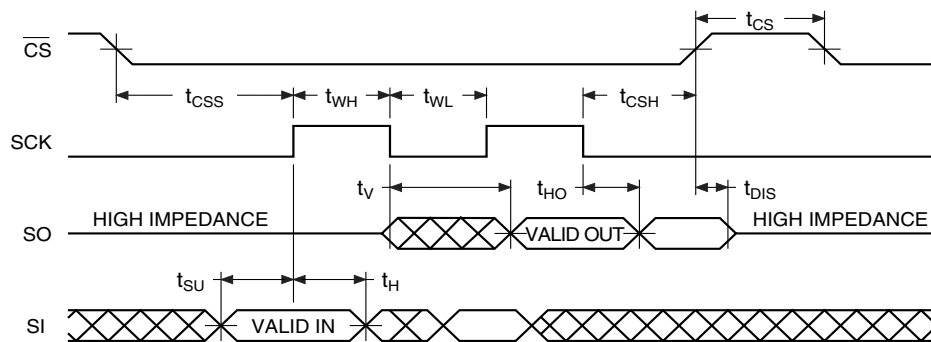 t_CS
CS
t_CSS t_WH t_WL t_CSH
SCK
t_V t_HO t_DIS
HIGH IMPEDANCE HIGH IMPEDANCE
SO VALID OUT
t_SU t_H
SI VALID IN